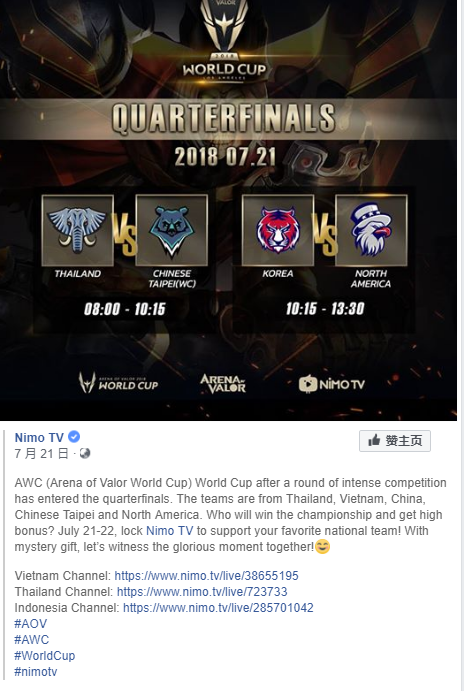 VALOR
2018
WORLD CUP
LOS ANGELES
QUARTERFINALS
2018 07.21
VS
VS
THAILAND
CHINESE
TAIPEI(WC)
KOREA
NORTH
AMERICA
08:00 - 10:15
10:15 - 13:30
ARENA OF VALOR 2018
WORLD CUP
ARENA OF
VALOR
NIMO TV
Nimo TV
7 月 21 日 ·
赞主页
AWC (Arena of Valor World Cup) World Cup after a round of intense competition
has entered the quarterfinals. The teams are from Thailand, Vietnam, China,
Chinese Taipei and North America. Who will win the championship and get high
bonus? July 21-22, lock Nimo TV to support your favorite national team! With
mystery gift, let's witness the glorious moment together!😄
Vietnam Channel: https://www.nimo.tv/live/38655195
Thailand Channel: https://www.nimo.tv/live/723733
Indonesia Channel: https://www.nimo.tv/live/285701042
#AOV
#AWC
#WorldCup
#nimotv